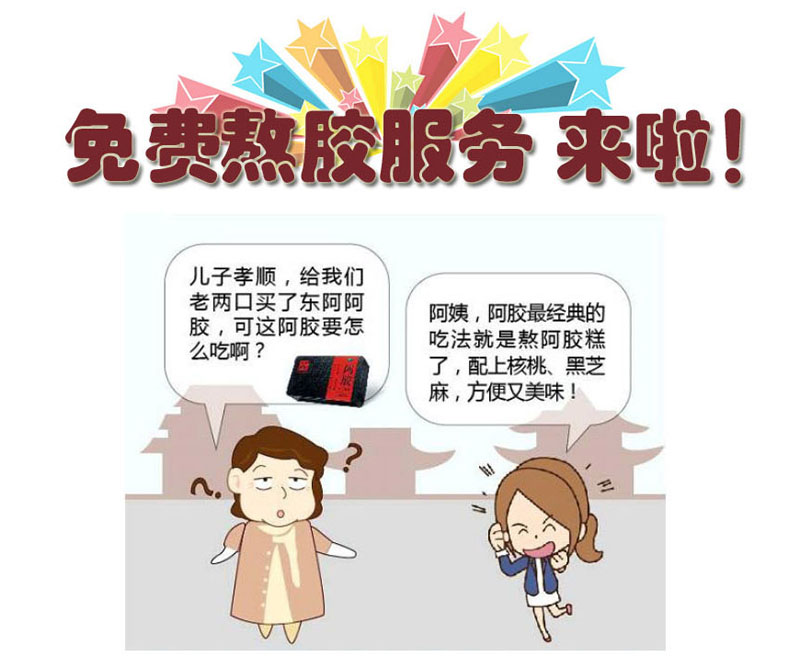 免费熬胶服务 来啦！
儿子孝顺，给我们
老两口买了东阿阿
胶，可这阿胶要怎
么吃啊？
阿胶
阿姨，阿胶最经典的
吃法就是熬阿胶糕
了，配上核桃、黑芝
麻，方便又美味！